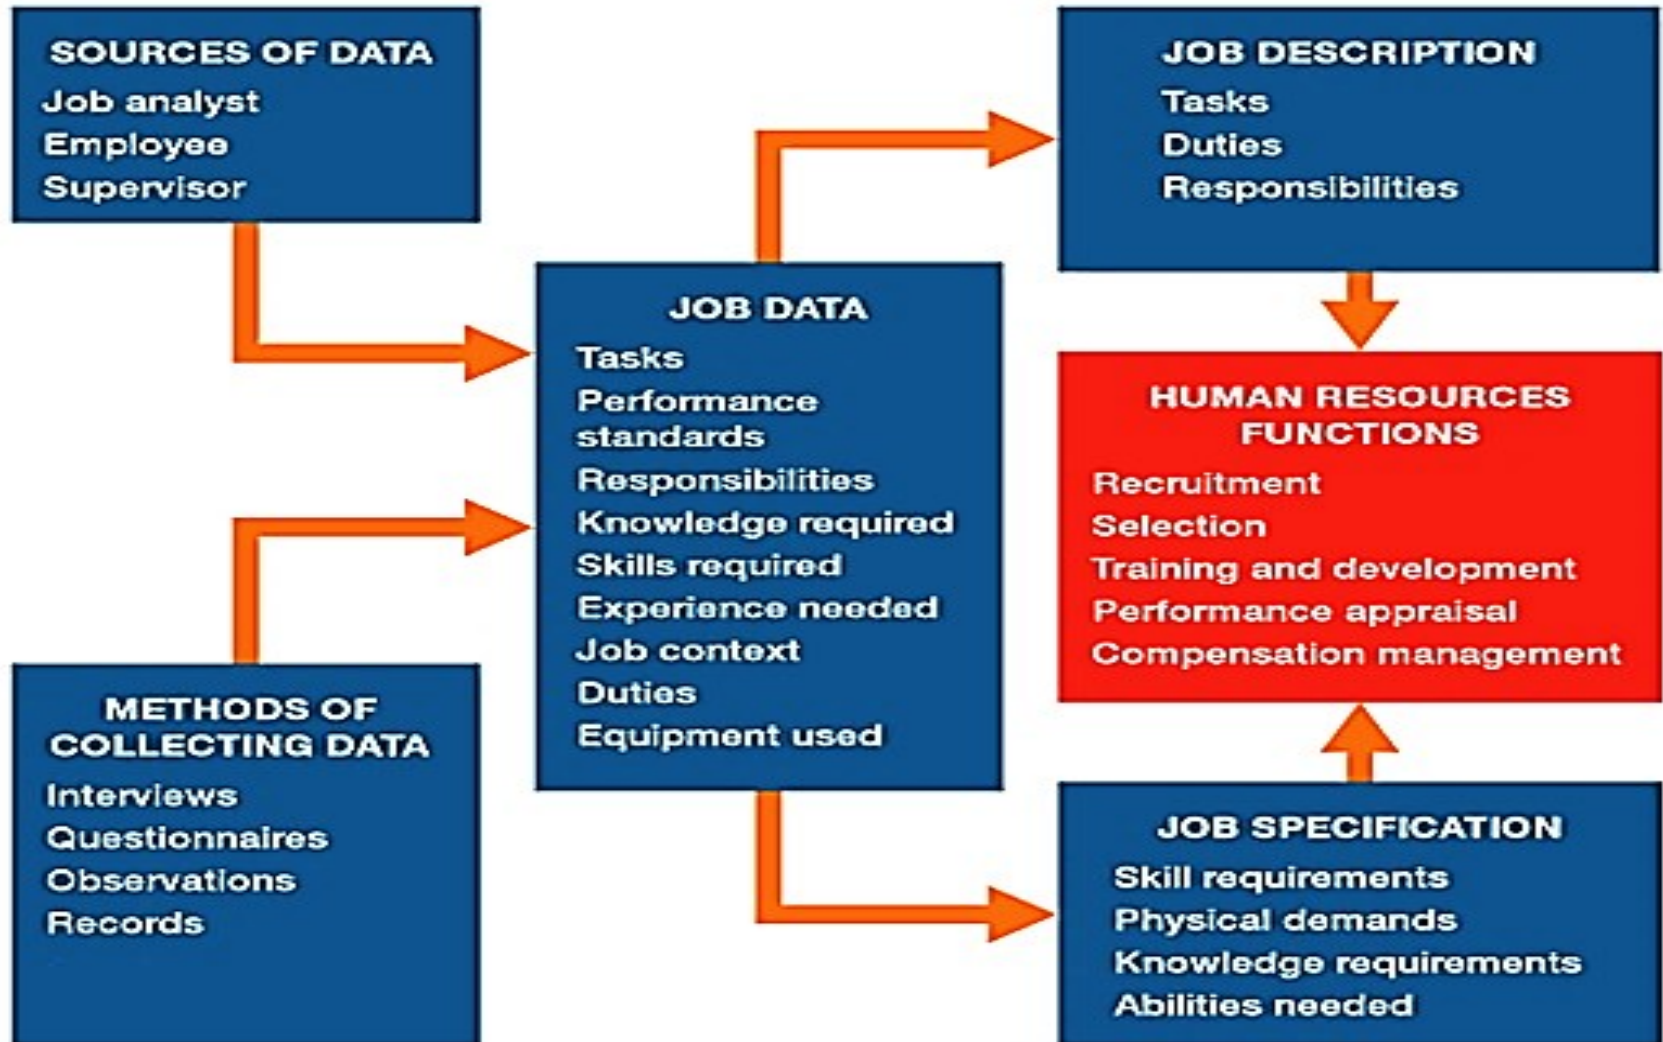 SOURCES OF DATA
Job analyst
Employee
Supervisor
METHODS OF
COLLECTING DATA
Interviews
Questionnaires
Observations
Records
JOB DATA
Tasks
Performance
standards
Responsibilities
Knowledge required
Skills required
Experience needed
Job context
Duties
Equipment used
JOB DESCRIPTION
Tasks
Duties
Responsibilities
HUMAN RESOURCES
FUNCTIONS
Recruitment
Selection
Training and development
Performance appraisal
Compensation management
JOB SPECIFICATION
Skill requirements
Physical demands
Knowledge requirements
Abilities needed